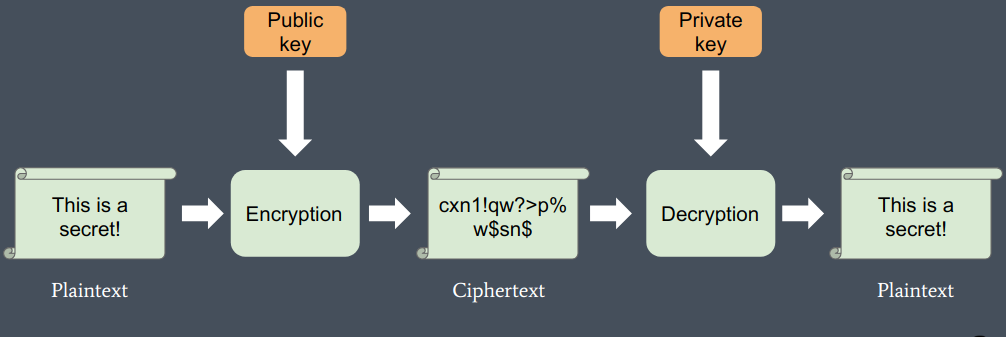 Public
key
Private
key
This is a
secret!
Encryption
cxn1!qw?>p%
w$sn$
Decryption
This is a
secret!
Plaintext
Ciphertext
Plaintext